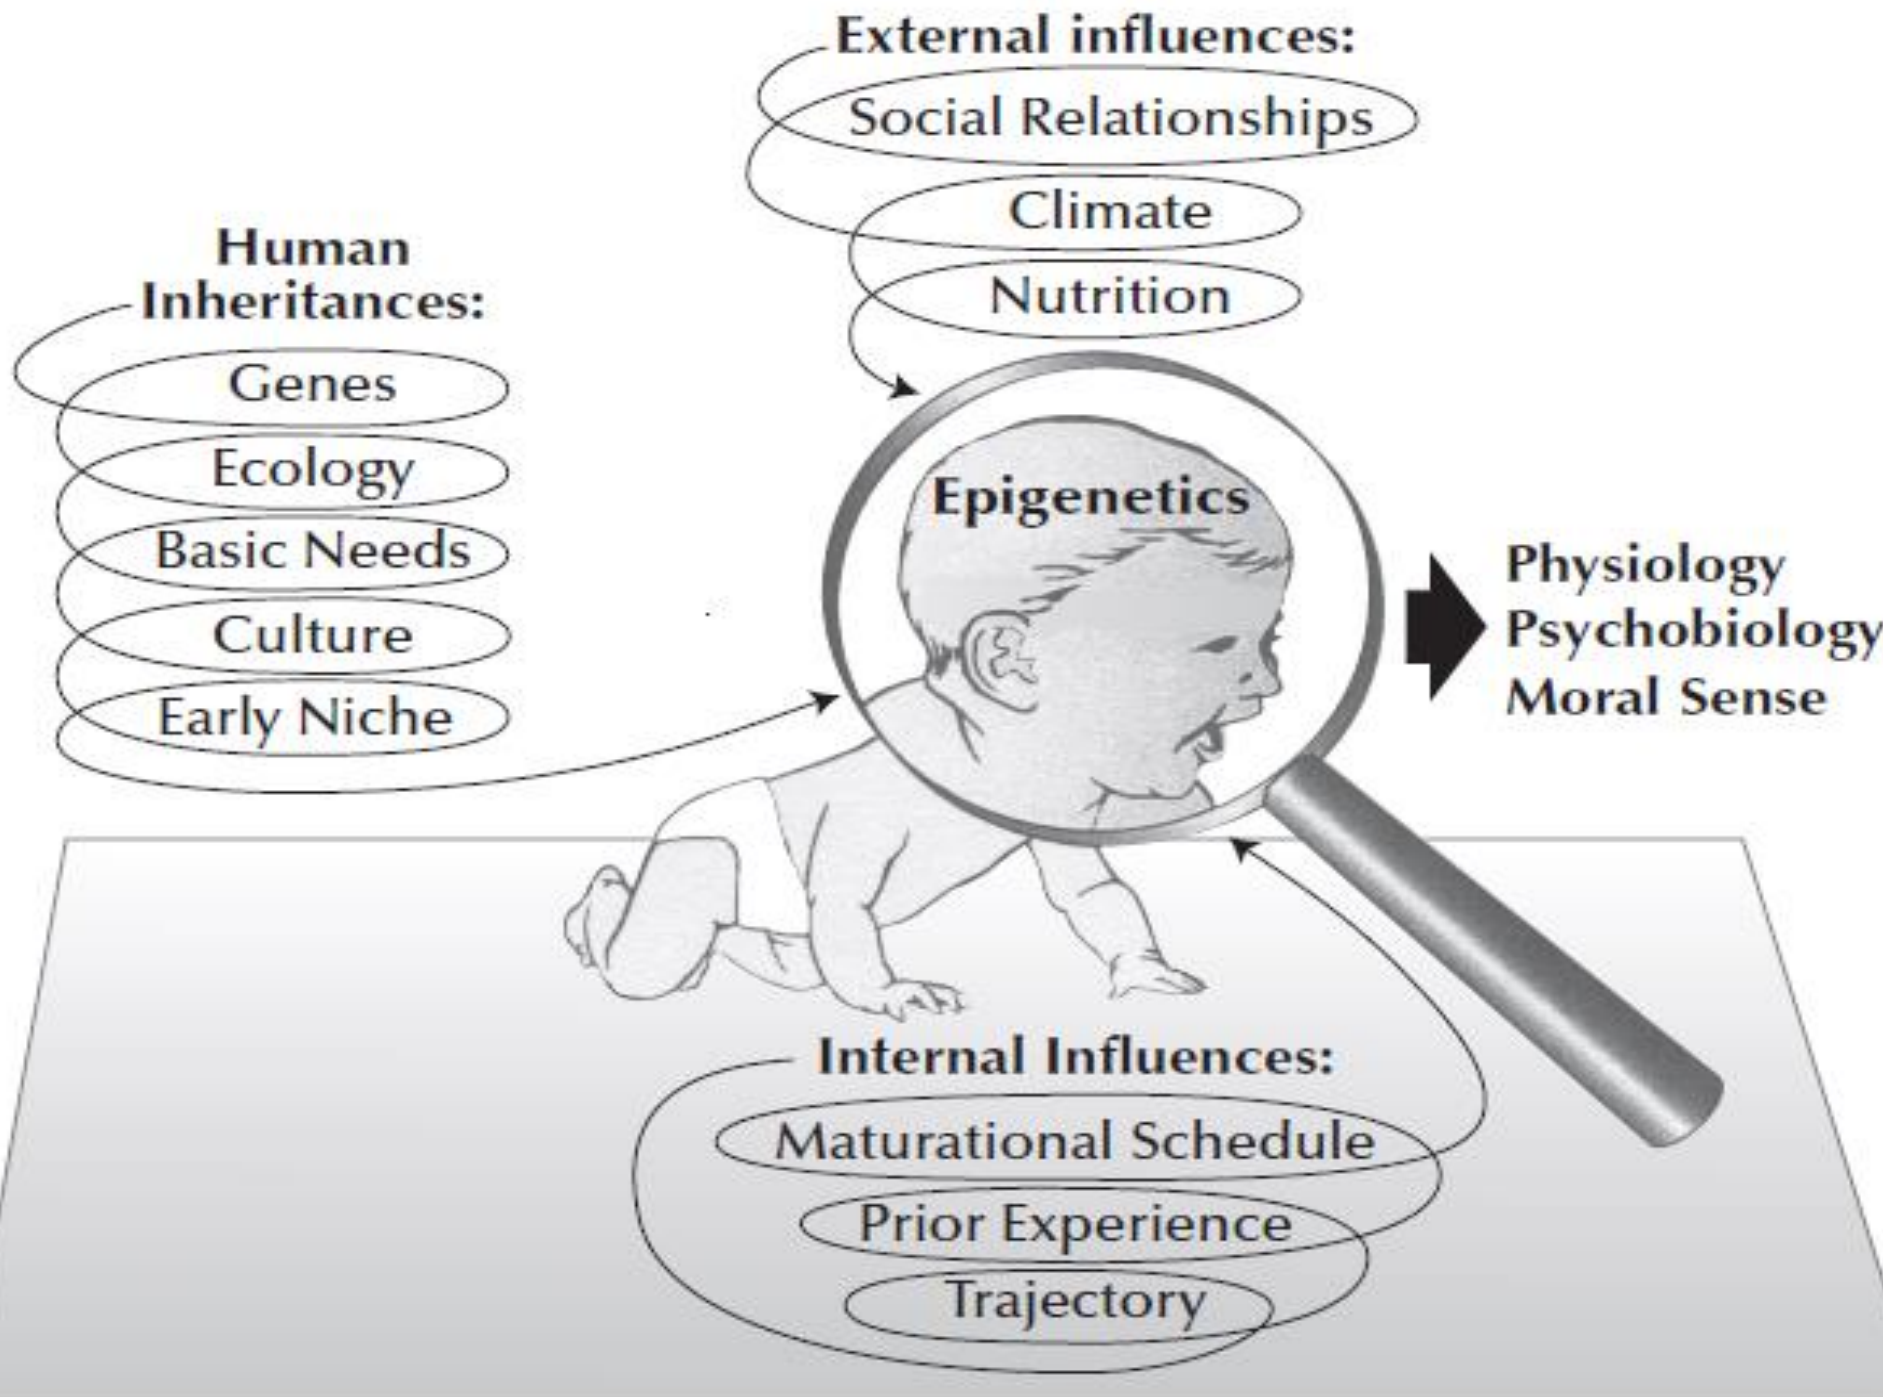 External influences:
Social Relationships
Climate
Nutrition
Human
Inheritances:
Genes
Ecology
Basic Needs
Culture
Early Niche
Epigenetics
Physiology
Psychobiology
Moral Sense
Internal Influences:
Maturational Schedule
Prior Experience
Trajectory